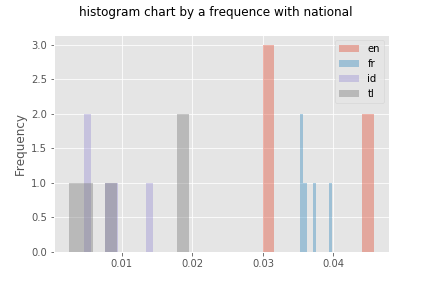 histogram chart by a frequence with national
3.0
2.5
2.0
1.5
1.0
0.5
0.0
Frequency
en
fr
id
tl
0.01 0.02 0.03 0.04